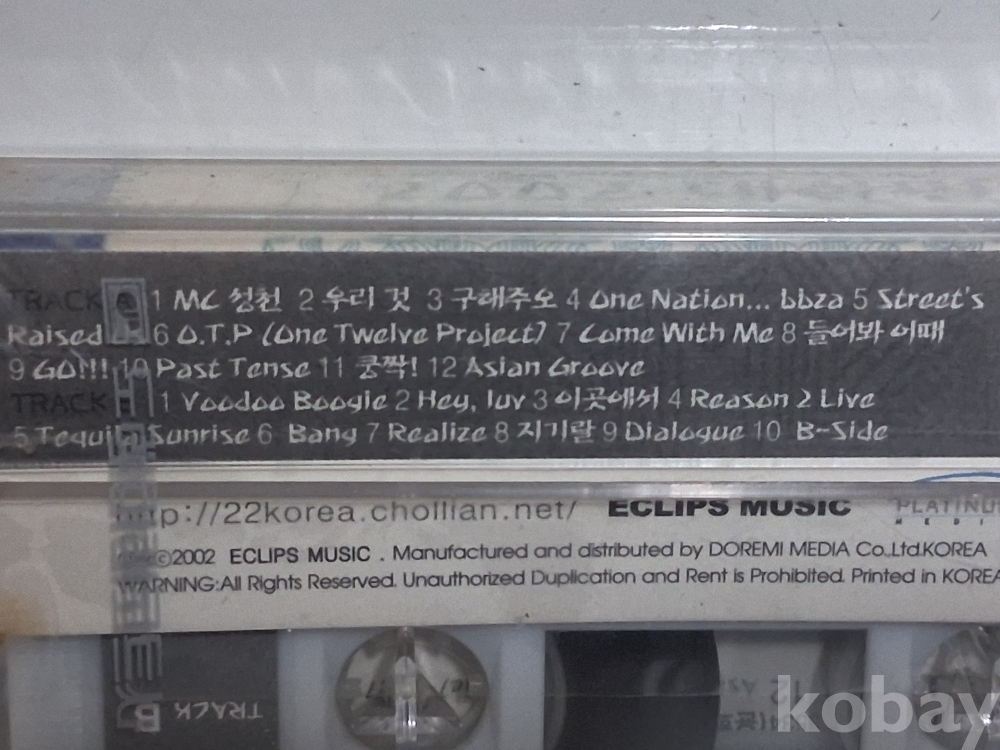 TRACK A 1 MC 성천 2 우리 것 3 구해주오 4 One Nation... bbza 5 Street's
Raised 6 O.T.P (One Twelve Project) 7 Come With Me 8 들어봐 어때
9 GO!!! 10 Past Tense 11 쿵짝! 12 Asian Groove
TRACK 1 Voodoo Boogie 2 Hey, luv 3 이곳에서 4 Reason 2 Live
5 Tequila Sunrise 6 Bang 7 Realize 8 지기랄 9 Dialogue 10 B-Side
http://22korea.chollian.net/ ECLIPS MUSIC PLATINUM
©2002 ECLIPS MUSIC . Manufactured and distributed by DOREMI MEDIA Co.,Ltd.KOREA
WARNING:All Rights Reserved. Unauthorized Duplication and Rent is Prohibited. Printed in KOREA
TRACK B
kobay